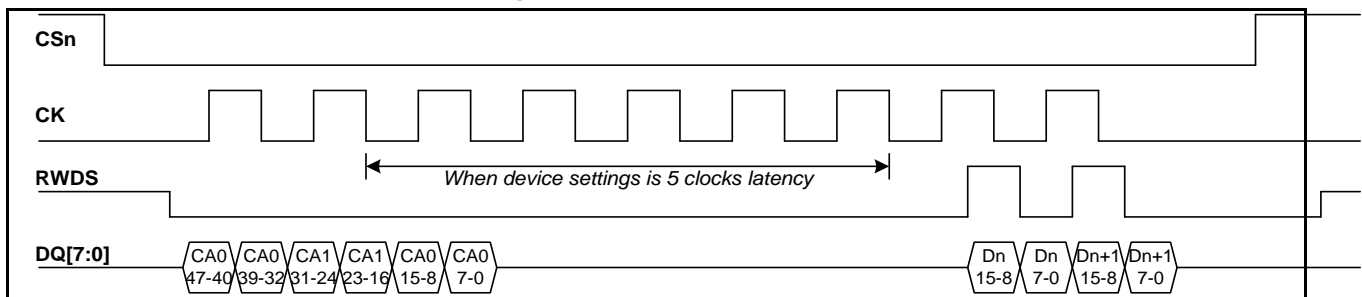 CSn
CK
RWDS
When device settings is 5 clocks latency
DQ[7:0]
CA0 CA0 CA1 CA1 CA0 CA0 Dn Dn Dn+1 Dn+1
47-40 39-32 31-24 23-16 15-8 7-0 15-8 7-0 15-8 7-0